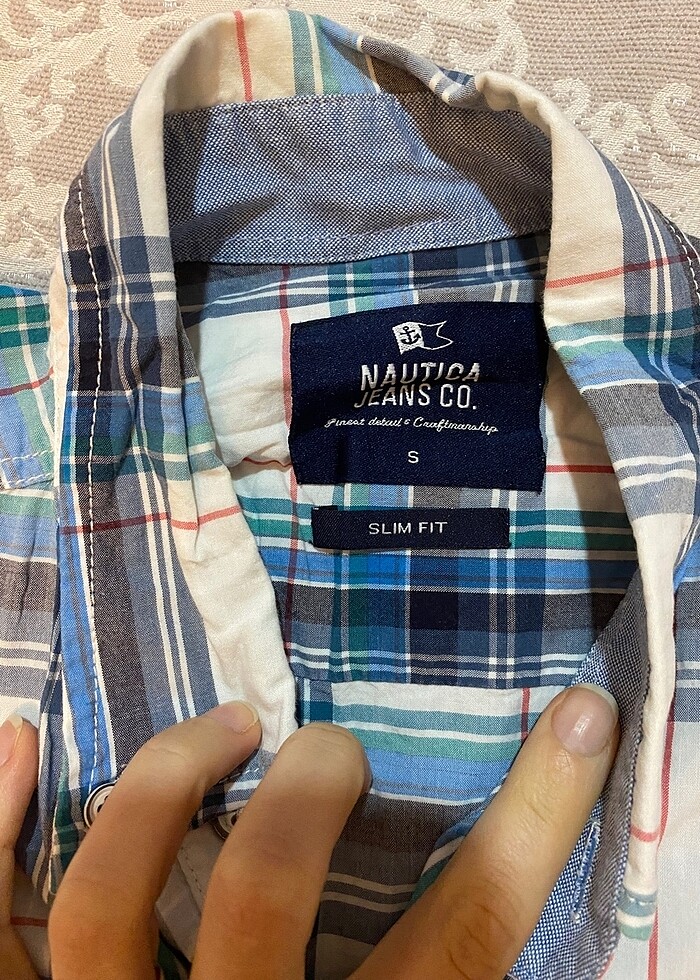 NAUTICA
JEANS CO.
Finest detail & Craftmanship
S
SLIM FIT